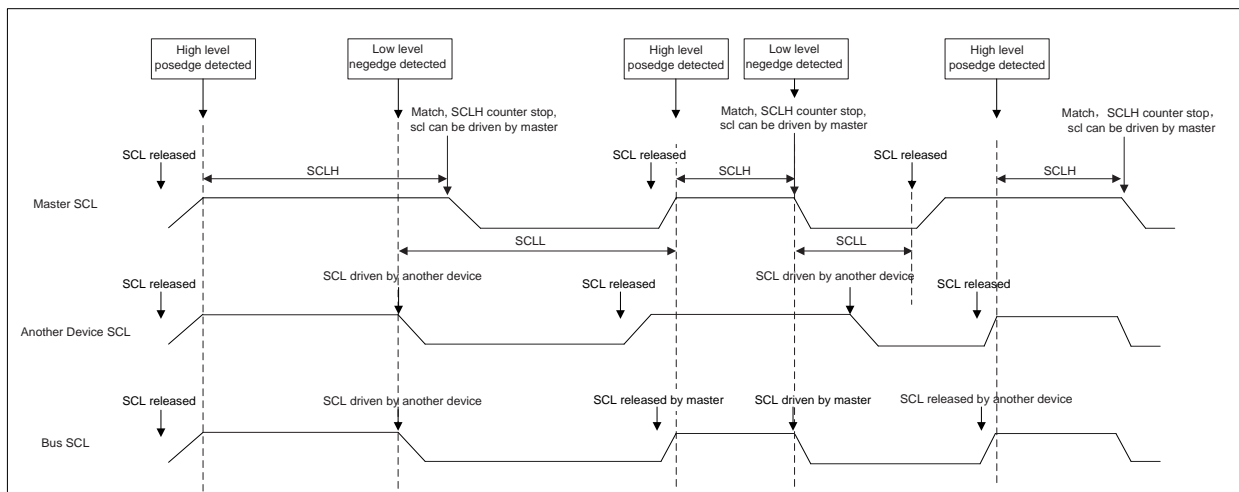 High level
posedge detected
Low level
negedge detected
High level
posedge detected
Low level
negedge detected
High level
posedge detected
Match, SCLH counter stop,
scl can be driven by master
Match, SCLH counter stop,
scl can be driven by master
Match，SCLH counter stop，
scl can be driven by master
SCL released
SCLH
SCL released
SCLH
SCL released
SCLH
Master SCL
SCLL
SCLL
SCL released
SCL driven by another device
SCL released
SCL driven by another device
SCL released
Another Device SCL
SCL released
SCL driven by another device
SCL released by master
SCL driven by master
SCL released by another device
Bus SCL